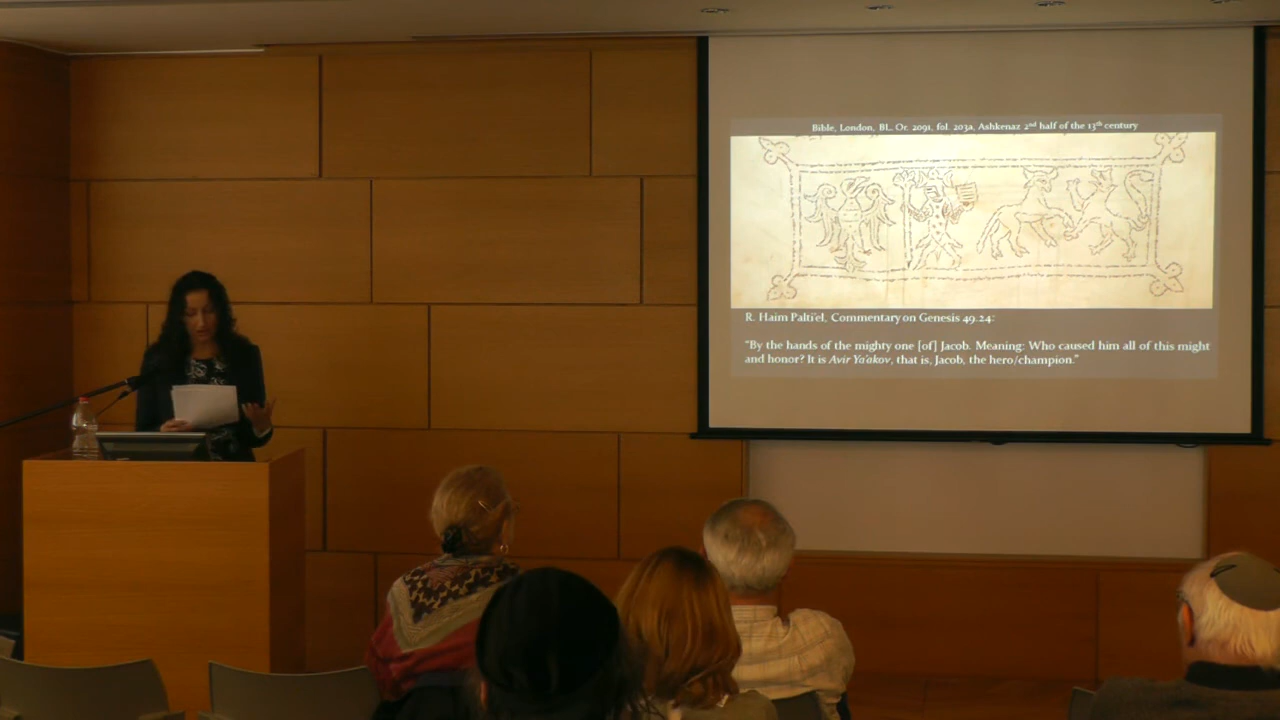 Bible, London, BL, Or. 2091, fol. 203a, Ashkenaz 2nd half of the 13th century
R. Haim Palti'el, Commentary on Genesis 49.24:
"By the hands of the mighty one [of] Jacob. Meaning: Who caused him all of this might
and honor? It is Avir Ya'akov, that is, Jacob, the hero/champion."